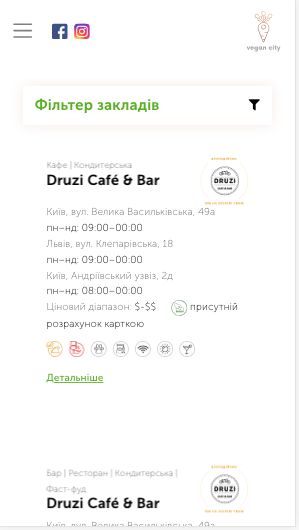 vegan city
Фільтер закладів
Кафе | Кондитерська
Druzi Café & Bar
DRUZI
Київ, вул. Велика Васильківська, 49а
пн–нд: 09:00–00:00
Львів, вул. Клепарівська, 18
пн–нд: 09:00–00:00
Київ, Андріївський узвіз, 2д
пн–нд: 08:00–00:00
Ціновий діапазон: $-$$ присутній
розрахунок карткою
Детальніше
Бар | Ресторан | Кондитерська |
Фаст-фуд
Druzi Café & Bar
DRUZI
Київ, вул. Велика Васильківська, 49а